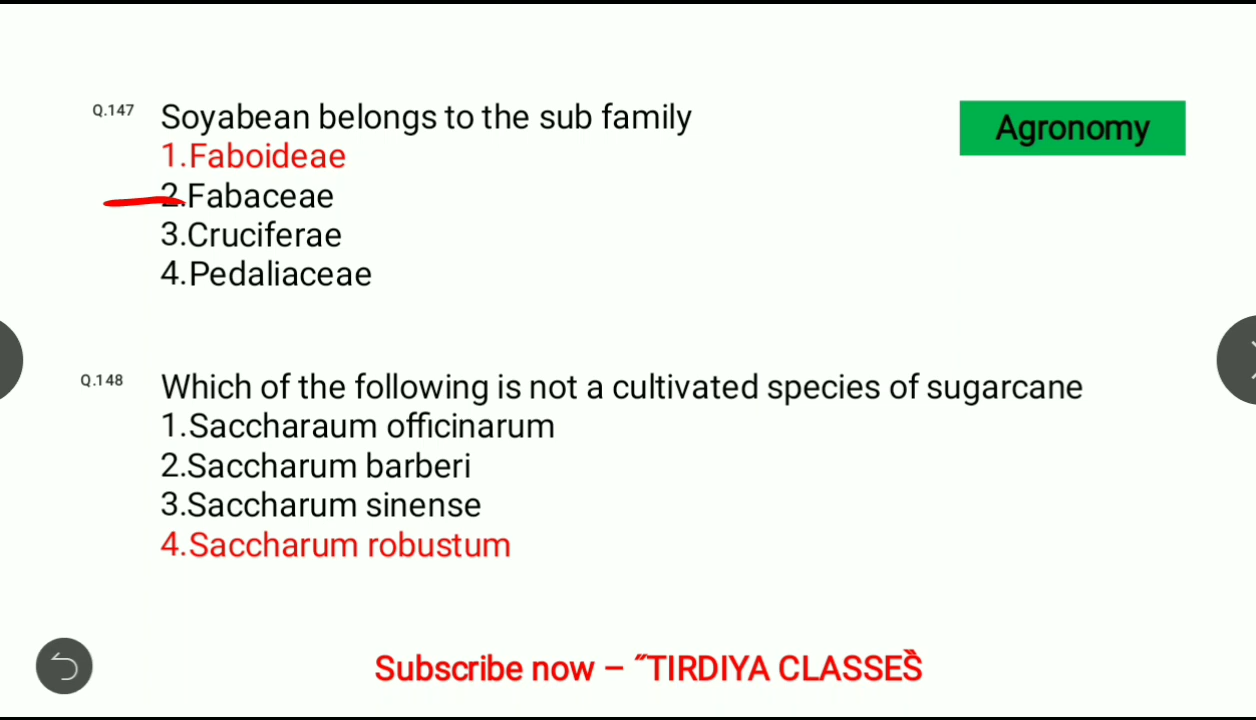 Q.147 Soyabean belongs to the sub family
Agronomy
1.Faboideae
2.Fabaceae
3.Cruciferae
4.Pedaliaceae
Q.148 Which of the following is not a cultivated species of sugarcane
1.Saccharaum officinarum
2.Saccharum barberi
3.Saccharum sinense
4.Saccharum robustum
Subscribe now – ˝TIRDIYA CLASSES̏